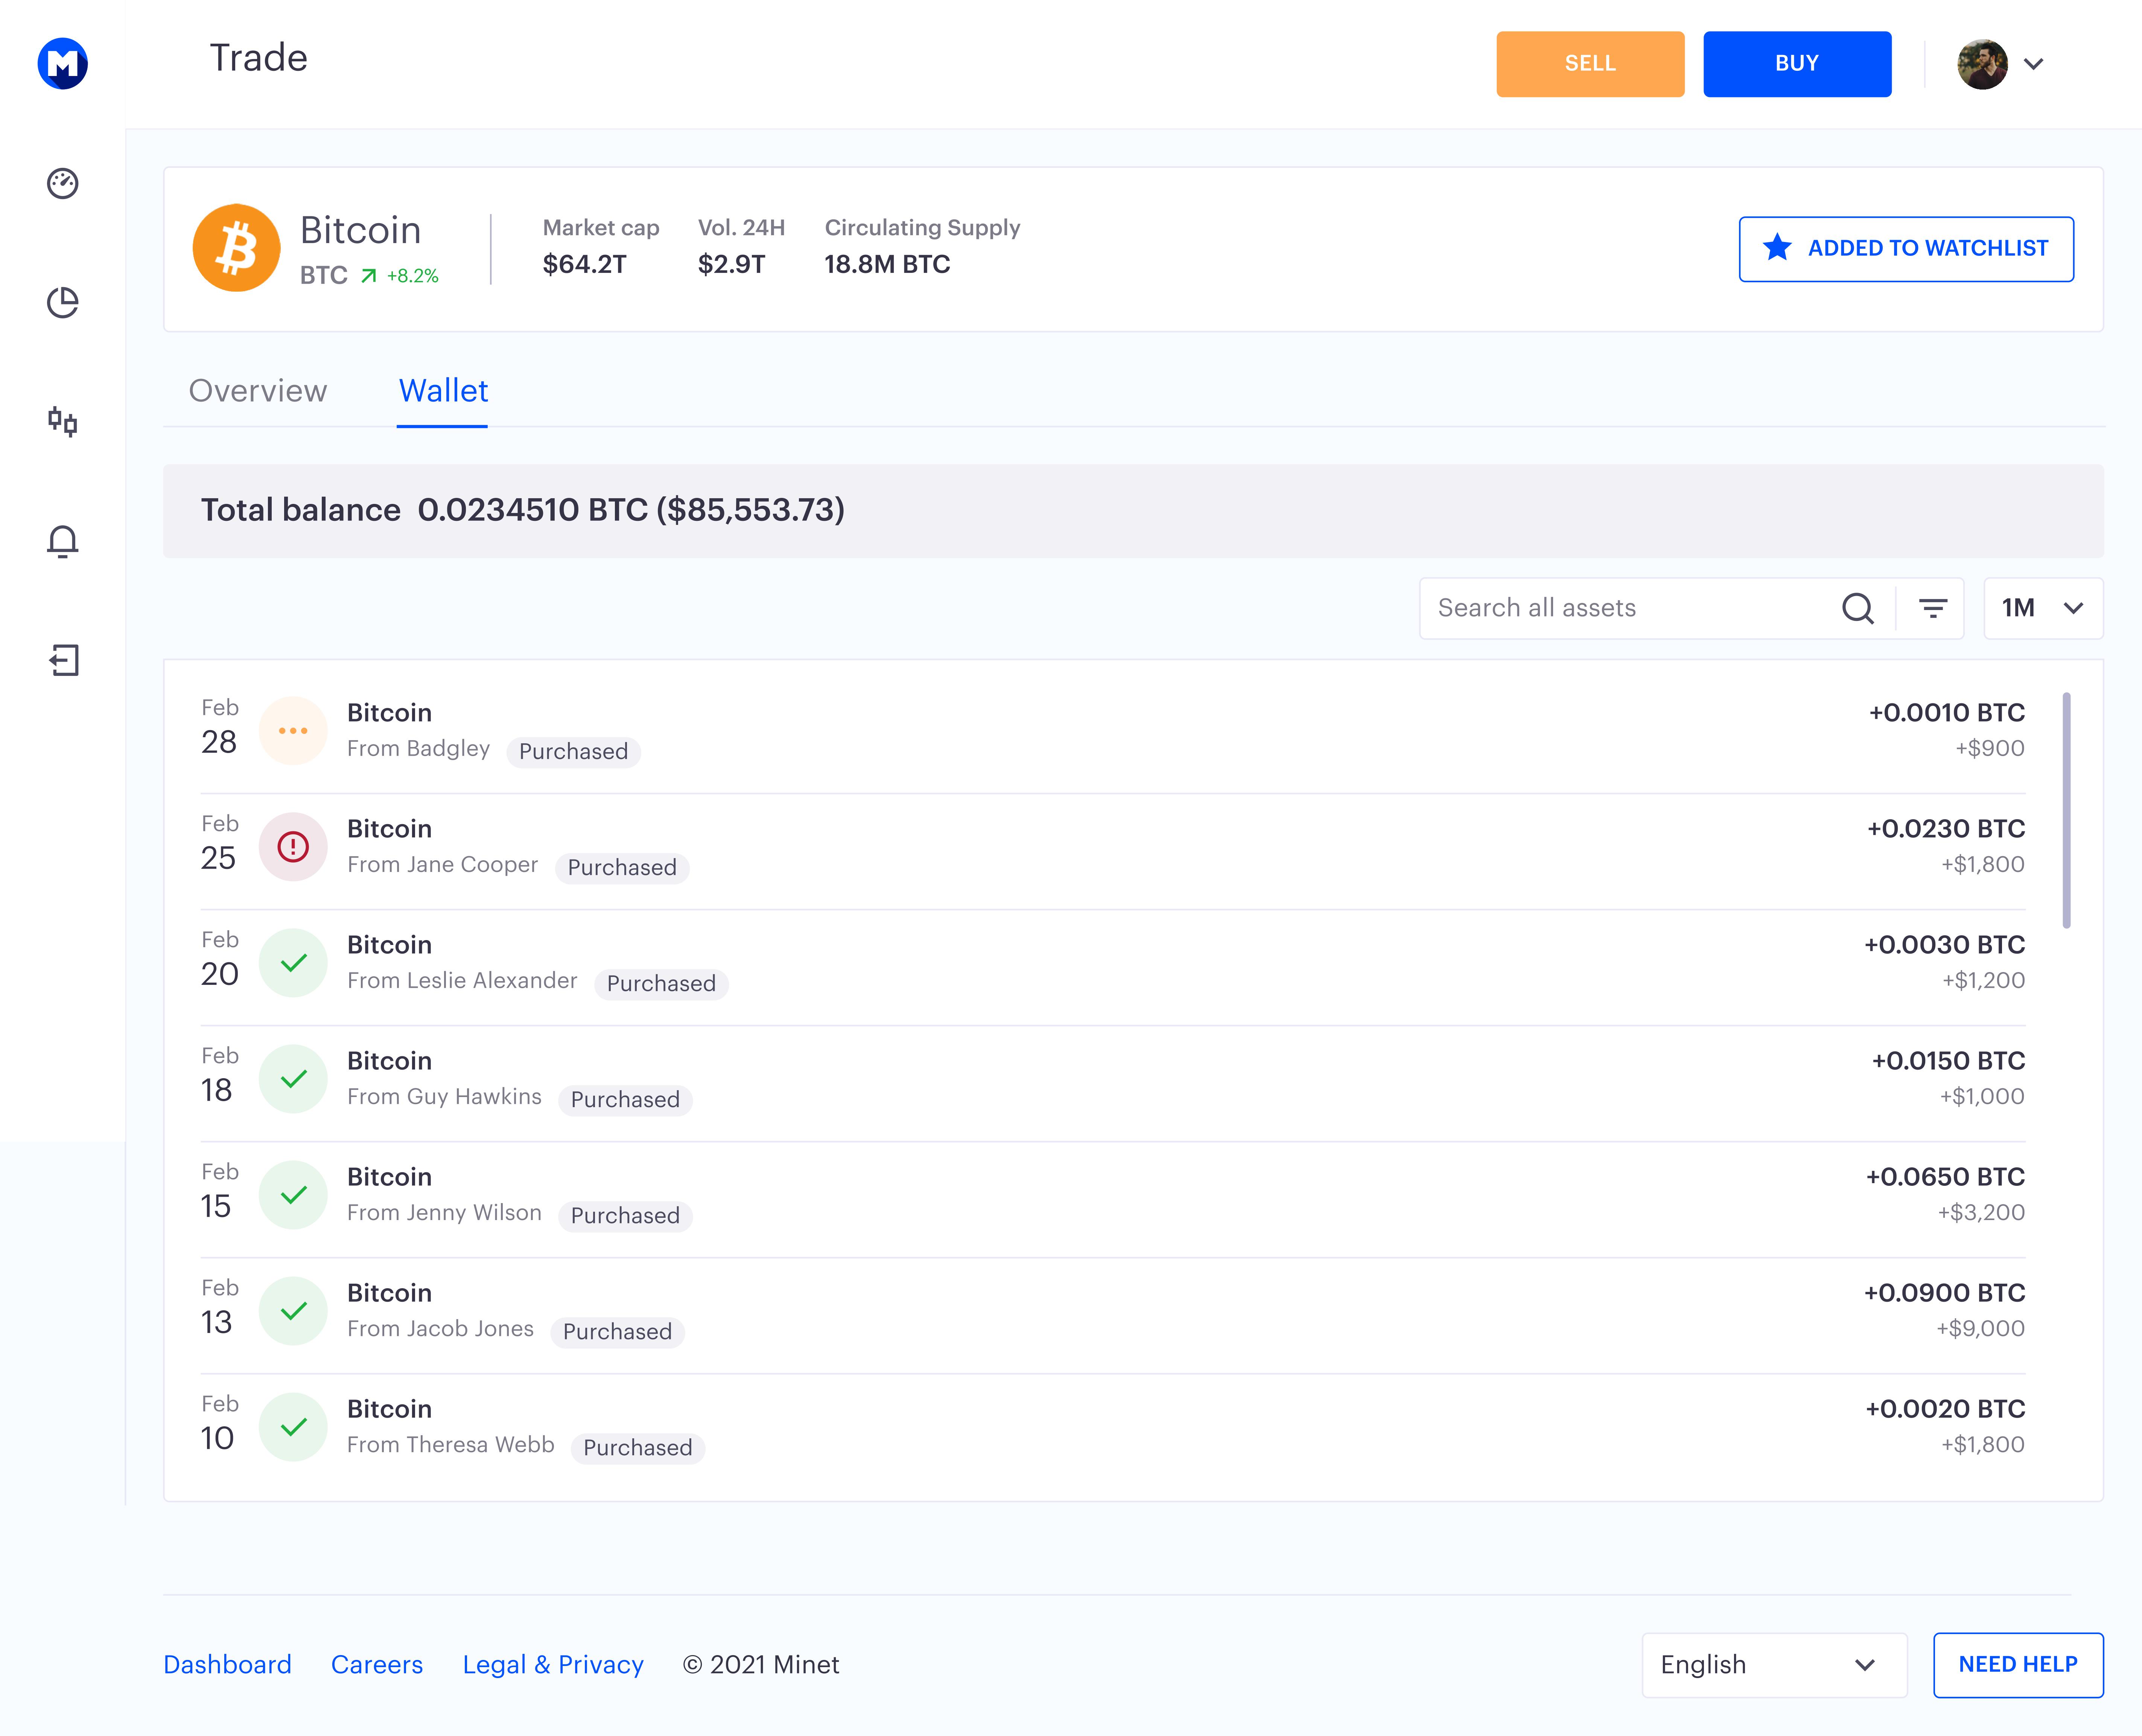 M
Trade
SELL
BUY
Bitcoin
BTC +8.2%
Market cap
$64.2T
Vol. 24H
$2.9T
Circulating Supply
18.8M BTC
ADDED TO WATCHLIST
Overview
Wallet
Total balance 0.0234510 BTC ($85,553.73)
Search all assets
1M
Feb
28
Bitcoin
From Badgley
Purchased
+0.0010 BTC
+$900
Feb
25
Bitcoin
From Jane Cooper
Purchased
+0.0230 BTC
+$1,800
Feb
20
Bitcoin
From Leslie Alexander
Purchased
+0.0030 BTC
+$1,200
Feb
18
Bitcoin
From Guy Hawkins
Purchased
+0.0150 BTC
+$1,000
Feb
15
Bitcoin
From Jenny Wilson
Purchased
+0.0650 BTC
+$3,200
Feb
13
Bitcoin
From Jacob Jones
Purchased
+0.0900 BTC
+$9,000
Feb
10
Bitcoin
From Theresa Webb
Purchased
+0.0020 BTC
+$1,800
Dashboard
Careers
Legal & Privacy
© 2021 Minet
English
NEED HELP